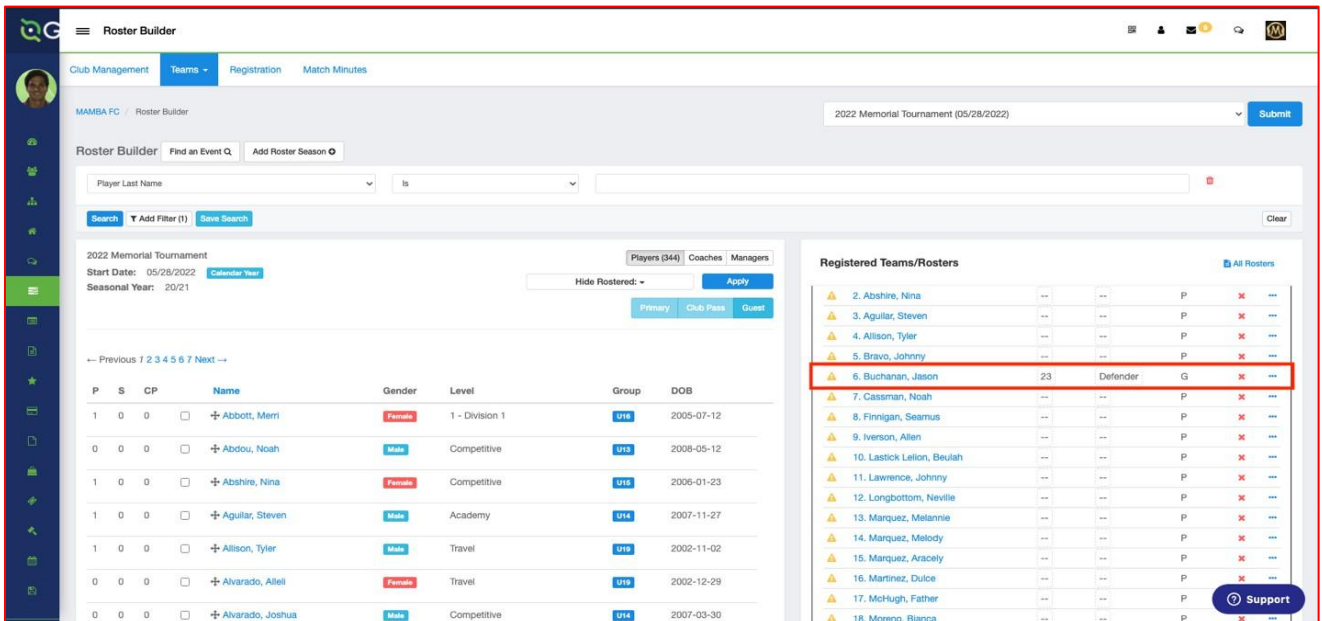 G Roster Builder
Club Management Teams Registration Match Minutes
MAMBA FC / Roster Builder
2022 Memorial Tournament (05/28/2022) Submit
Roster Builder Find an Event Add Roster Season
Player Last Name Is
Search Add Filter (1) Save Search Clear
2022 Memorial Tournament Players (344) Coaches Managers
Start Date: 05/28/2022 Calendar Year
Seasonal Year: 20/21
Hide Rostered: Apply
Primary Club Pass Guest
← Previous 1 2 3 4 5 6 7 Next →
P S CP Name Gender Level Group DOB
1 0 0 Abbott, Merri Female 1 - Division 1 U16 2005-07-12
0 0 0 Abdou, Noah Male Competitive U13 2008-05-12
1 0 0 Abshire, Nina Female Competitive U15 2006-01-23
1 0 0 Aguilar, Steven Male Academy U14 2007-11-27
1 0 0 Allison, Tyler Male Travel U19 2002-11-02
0 0 0 Alvarado, Alleli Female Travel U19 2002-12-29
0 0 0 Alvarado, Joshua Male Competitive U14 2007-03-30
Registered Teams/Rosters All Rosters
2. Abshire, Nina -- -- P
3. Aguilar, Steven -- -- P
4. Allison, Tyler -- -- P
5. Bravo, Johnny -- -- P
6. Buchanan, Jason 23 Defender G
7. Cassman, Noah -- -- P
8. Finnigan, Seamus -- -- P
9. Iverson, Allen -- -- P
10. Lastick Lelion, Beulah -- -- P
11. Lawrence, Johnny -- -- P
12. Longbottom, Neville -- -- P
13. Marquez, Melannie -- -- P
14. Marquez, Melody -- -- P
15. Marquez, Aracely -- -- P
16. Martinez, Dulce -- -- P
17. McHugh, Father -- -- P
18. Moreno, Bianca -- -- P
Support